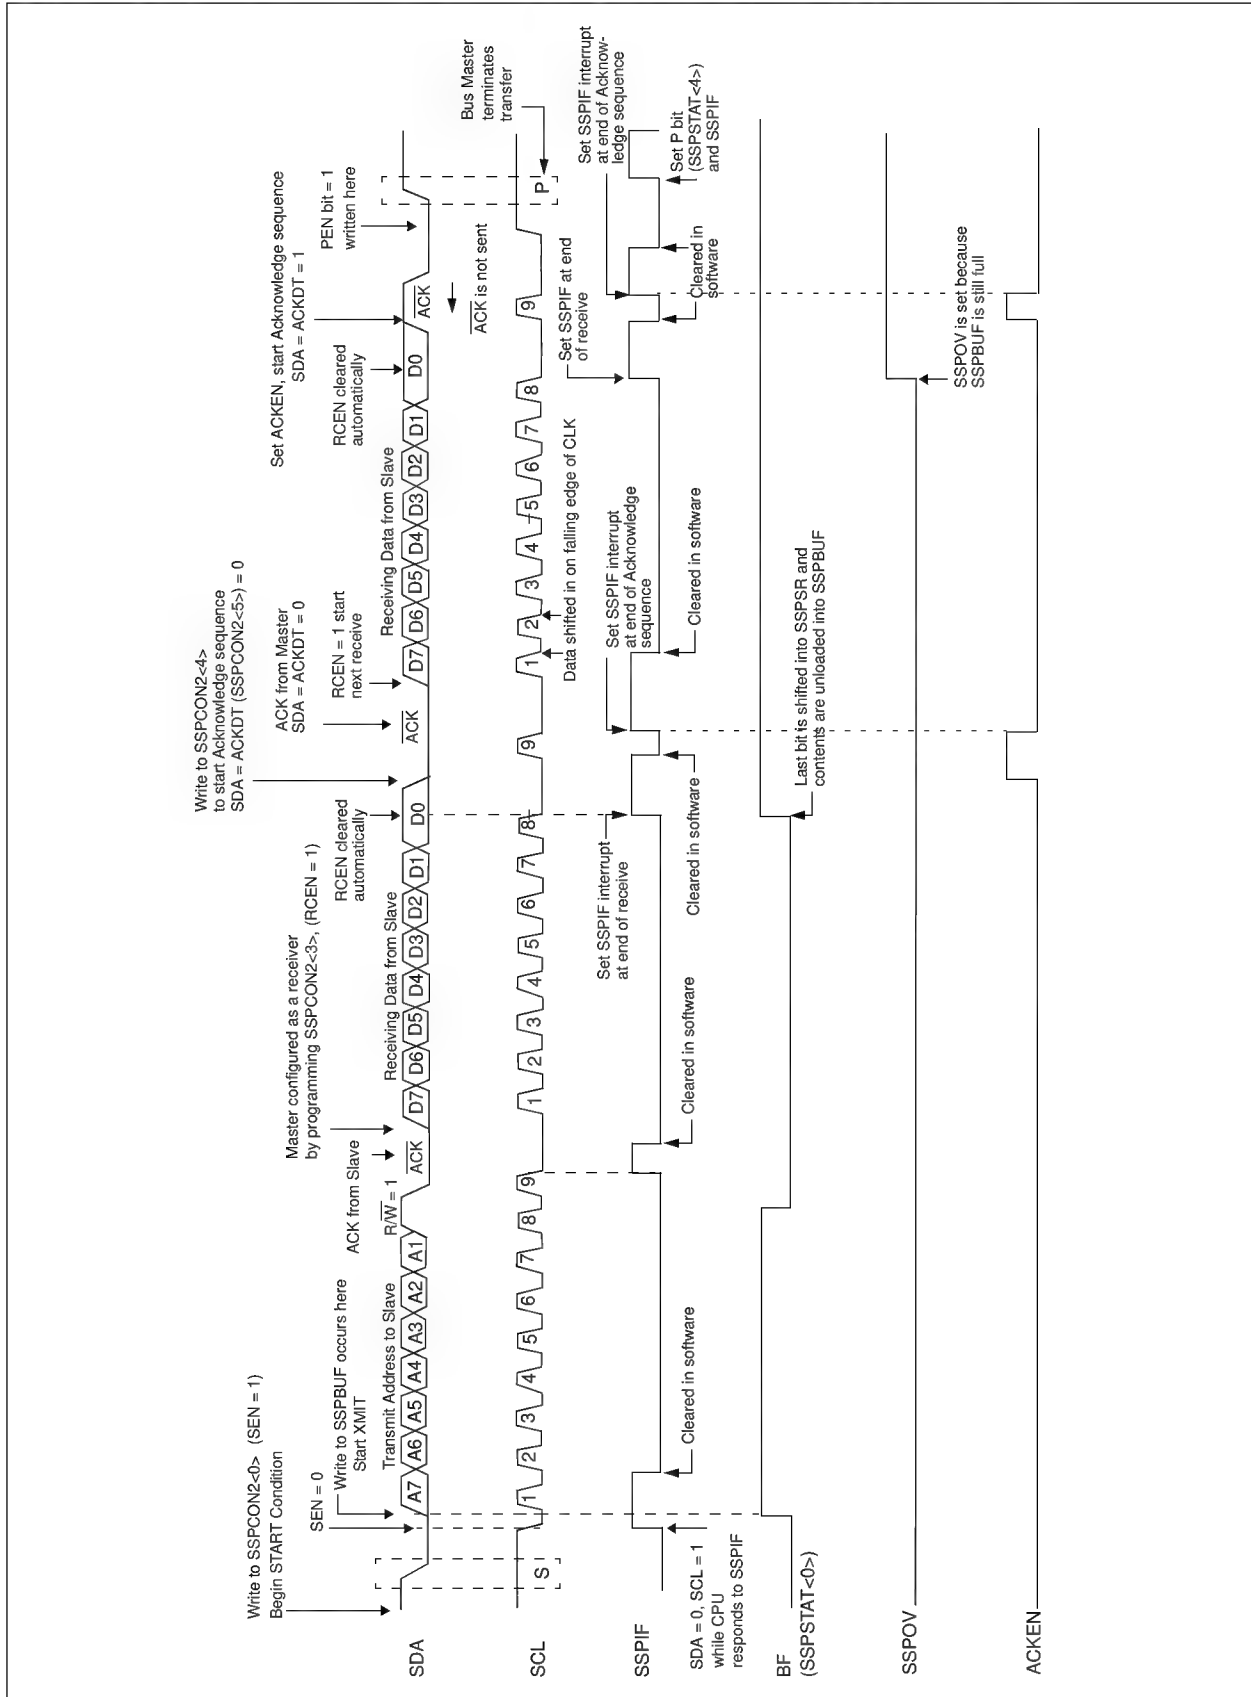 Write to SSPCON2<4>
to start Acknowledge sequence
SDA = ACKDT (SSPCON2<5>) = 0
Set ACKEN, start Acknowledge sequence
SDA = ACKDT = 1
Write to SSPCON2<0> (SEN = 1)
Begin START Condition
Master configured as a receiver
by programming SSPCON2<3>, (RCEN = 1)
ACK from Master
SDA = ACKDT = 0
PEN bit = 1
written here
SEN = 0
Write to SSPBUF occurs here
Start XMIT
ACK from Slave
RCEN cleared
automatically
RCEN = 1 start
next receive
RCEN cleared
automatically
Transmit Address to Slave
R/W = 1
Receiving Data from Slave
Receiving Data from Slave
SDA
A7 A6 A5 A4 A3 A2 A1
ACK
D7 D6 D5 D4 D3 D2 D1 D0
ACK
D7 D6 D5 D4 D3 D2 D1 D0
ACK
ACK is not sent
Bus Master
terminates
transfer
SCL
S
1 2 3 4 5 6 7 8 9
1 2 3 4 5 6 7 8 9
1 2 3 4 5 6 7 8 9
P
Data shifted in on falling edge of CLK
Set SSPIF interrupt
at end of receive
Set SSPIF interrupt
at end of Acknowledge
sequence
Set SSPIF at end
of receive
Set SSPIF interrupt
at end of Acknow-
ledge sequence
SSPIF
SDA = 0, SCL = 1
while CPU
responds to SSPIF
Cleared in software
Cleared in software
Cleared in software
Cleared in software
Cleared in software
Cleared in
software
Set P bit
(SSPSTAT<4>)
and SSPIF
BF
(SSPSTAT<0>)
Last bit is shifted into SSPSR and
contents are unloaded into SSPBUF
SSPOV
SSPOV is set because
SSPBUF is still full
ACKEN